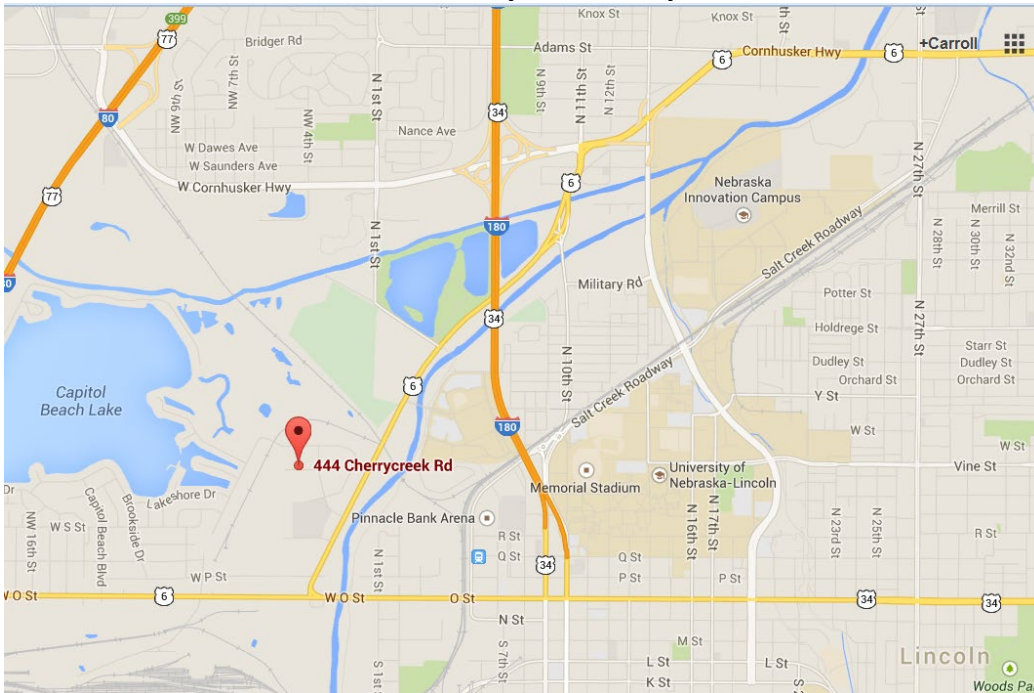 399
Knox St
Knox St
77
Bridger Rd
+Carroll
Adams St
Cornhusker Hwy
6
6
NW 9th St
NW 7th St
N 1st St
N 9th St
N 11th St
N 12th St
34
80
NW 4th St
Nance Ave
W Dawes Ave
W Saunders Ave
W Cornhusker Hwy
6
N 27th St
77
Nebraska
Innovation Campus
Merrill St
180
N 1st St
N 28th St
N 30th St
N 32nd St
Salt Creek Roadway
Military Rd
Potter St
34
Holdrege St
N 27th St
Starr St
Dudley St
Dudley St
Orchard St
Orchard St
N 10th St
Capitol
Beach Lake
6
Salt Creek Roadway
Y St
180
W St
W St
444 Cherrycreek Rd
University of
Nebraska-Lincoln
Vine St
Memorial Stadium
Dr
Lakeshore Dr
NW 16th St
W S St
Capitol Beach Blvd
Brookside Dr
Pinnacle Bank Arena
N 16th St
N 17th St
N 23rd St
N 25th St
R St
R St
N 1st St
Q St
Q St
34
W P St
P St
P St
W O St
6
W O St
O St
34
34
N St
S 7th St
M St
Lincoln
L St
L St
S 1st St
K St
Woods Pa